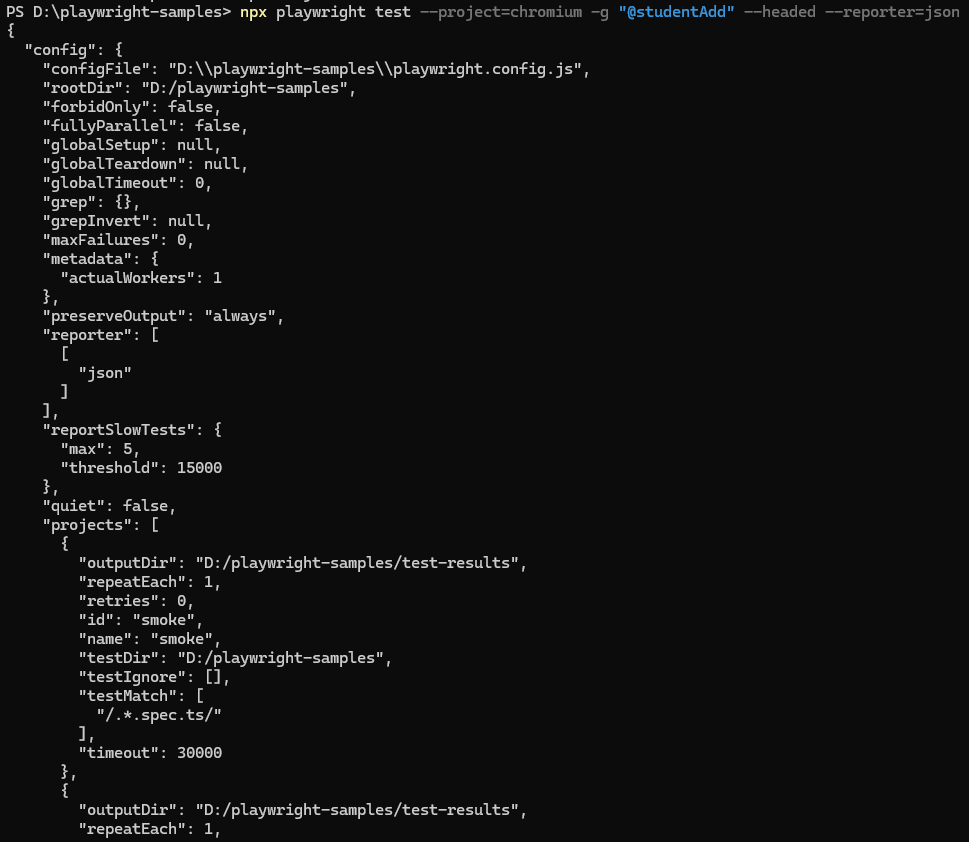 PS D:\playwright-samples> npx playwright test --project=chromium -g "@studentAdd" --headed --reporter=json
{
  "config": {
    "configFile": "D:\\playwright-samples\\playwright.config.js",
    "rootDir": "D:/playwright-samples",
    "forbidOnly": false,
    "fullyParallel": false,
    "globalSetup": null,
    "globalTeardown": null,
    "globalTimeout": 0,
    "grep": {},
    "grepInvert": null,
    "maxFailures": 0,
    "metadata": {
      "actualWorkers": 1
    },
    "preserveOutput": "always",
    "reporter": [
      [
        "json"
      ]
    ],
    "reportSlowTests": {
      "max": 5,
      "threshold": 15000
    },
    "quiet": false,
    "projects": [
      {
        "outputDir": "D:/playwright-samples/test-results",
        "repeatEach": 1,
        "retries": 0,
        "id": "smoke",
        "name": "smoke",
        "testDir": "D:/playwright-samples",
        "testIgnore": [],
        "testMatch": [
          "/.*.spec.ts/"
        ],
        "timeout": 30000
      },
      {
        "outputDir": "D:/playwright-samples/test-results",
        "repeatEach": 1,